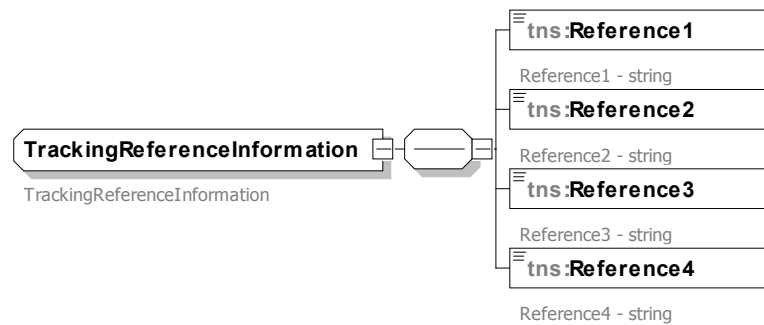 tns:Reference1
Reference1 - string
tns:Reference2
Reference2 - string
TrackingReferenceInformation
TrackingReferenceInformation
tns:Reference3
Reference3 - string
tns:Reference4
Reference4 - string